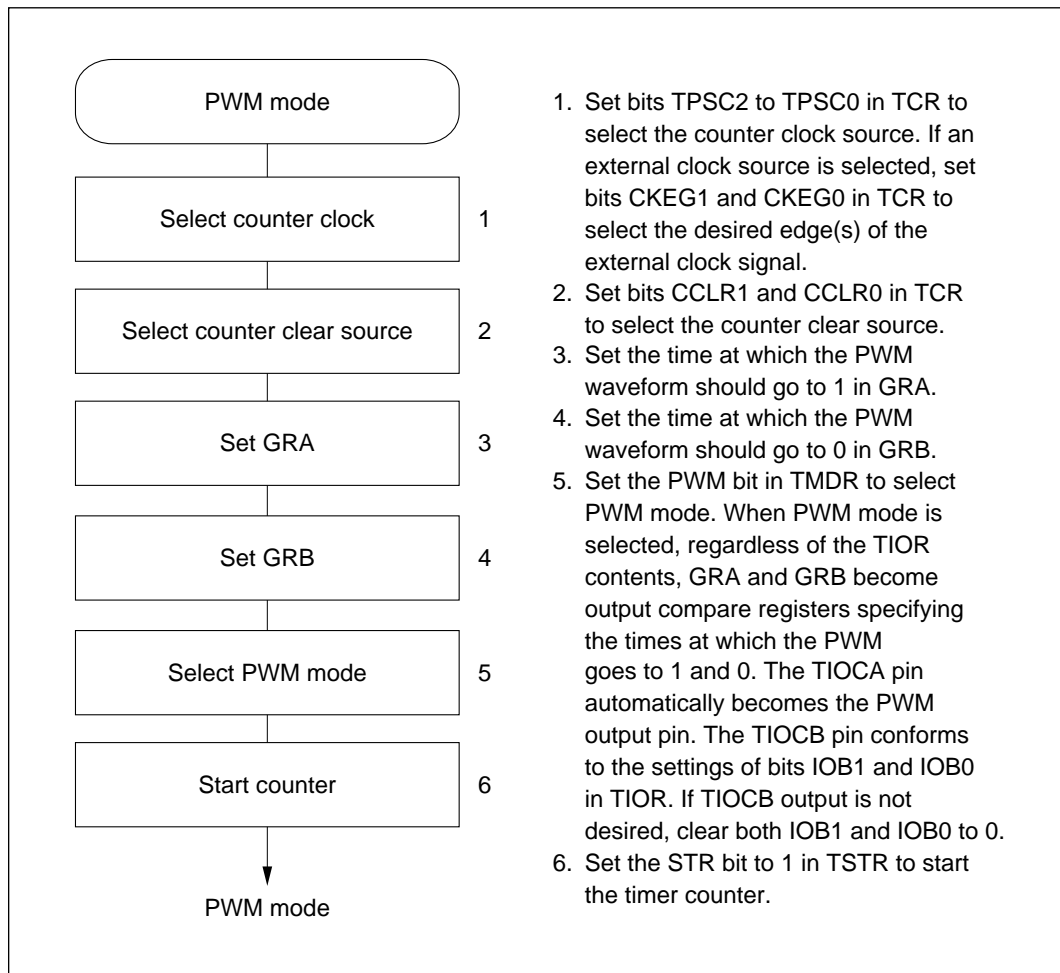 PWM mode
Select counter clock 1
Select counter clear source 2
Set GRA 3
Set GRB 4
Select PWM mode 5
Start counter 6
PWM mode
1. Set bits TPSC2 to TPSC0 in TCR to
select the counter clock source. If an
external clock source is selected, set
bits CKEG1 and CKEG0 in TCR to
select the desired edge(s) of the
external clock signal.
2. Set bits CCLR1 and CCLR0 in TCR
to select the counter clear source.
3. Set the time at which the PWM
waveform should go to 1 in GRA.
4. Set the time at which the PWM
waveform should go to 0 in GRB.
5. Set the PWM bit in TMDR to select
PWM mode. When PWM mode is
selected, regardless of the TIOR
contents, GRA and GRB become
output compare registers specifying
the times at which the PWM
goes to 1 and 0. The TIOCA pin
automatically becomes the PWM
output pin. The TIOCB pin conforms
to the settings of bits IOB1 and IOB0
in TIOR. If TIOCB output is not
desired, clear both IOB1 and IOB0 to 0.
6. Set the STR bit to 1 in TSTR to start
the timer counter.